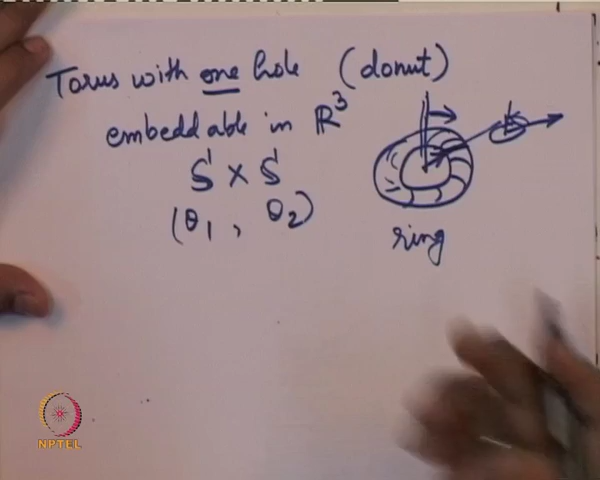 Torus with one hole (donut)
embeddable in R³
S¹ × S¹
(θ₁, θ₂)
ring
NPTEL